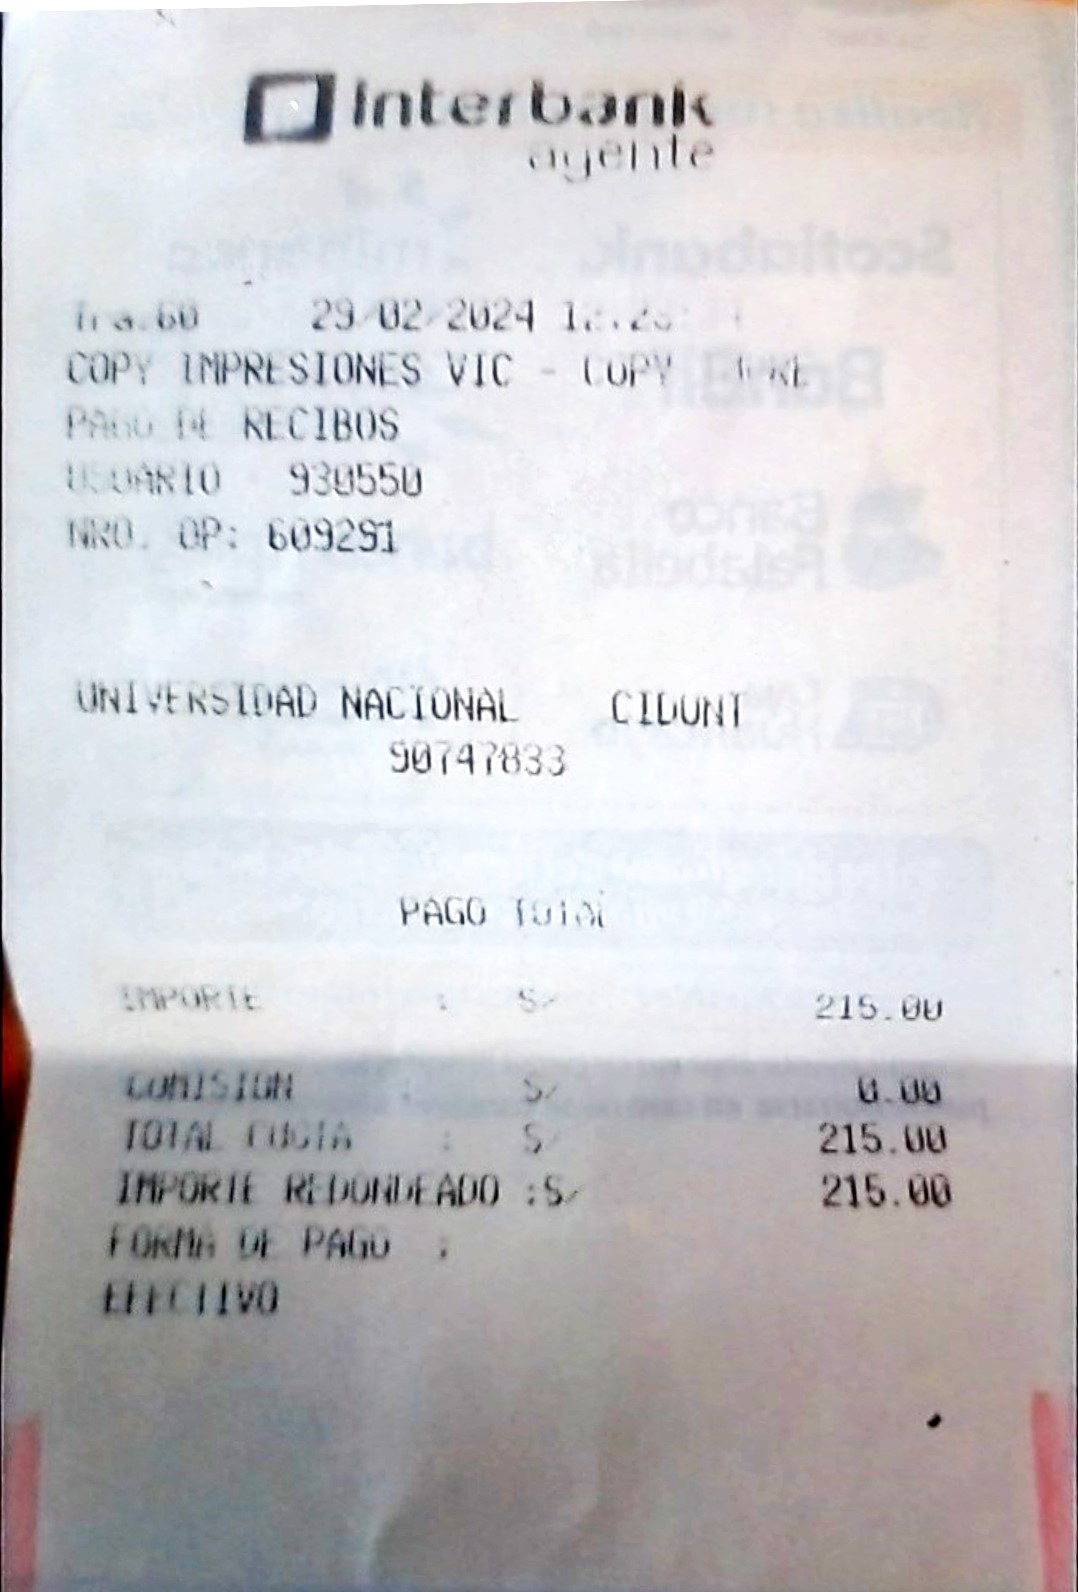 Interbank
agente
Tra.60 29/02/2024
COPY IMPRESIONES VIC - COPY
PAGO DE RECIBOS
USUARIO 930550
NRO. OP: 609291
UNIVERSIDAD NACIONAL CIDUNT
90747833
PAGO TOTAL
IMPORTE : S/ 215.00
COMISION : S/ 0.00
TOTAL CUOTA : S/ 215.00
IMPORTE REDONDEADO :S/ 215.00
FORMA DE PAGO :
EFECTIVO